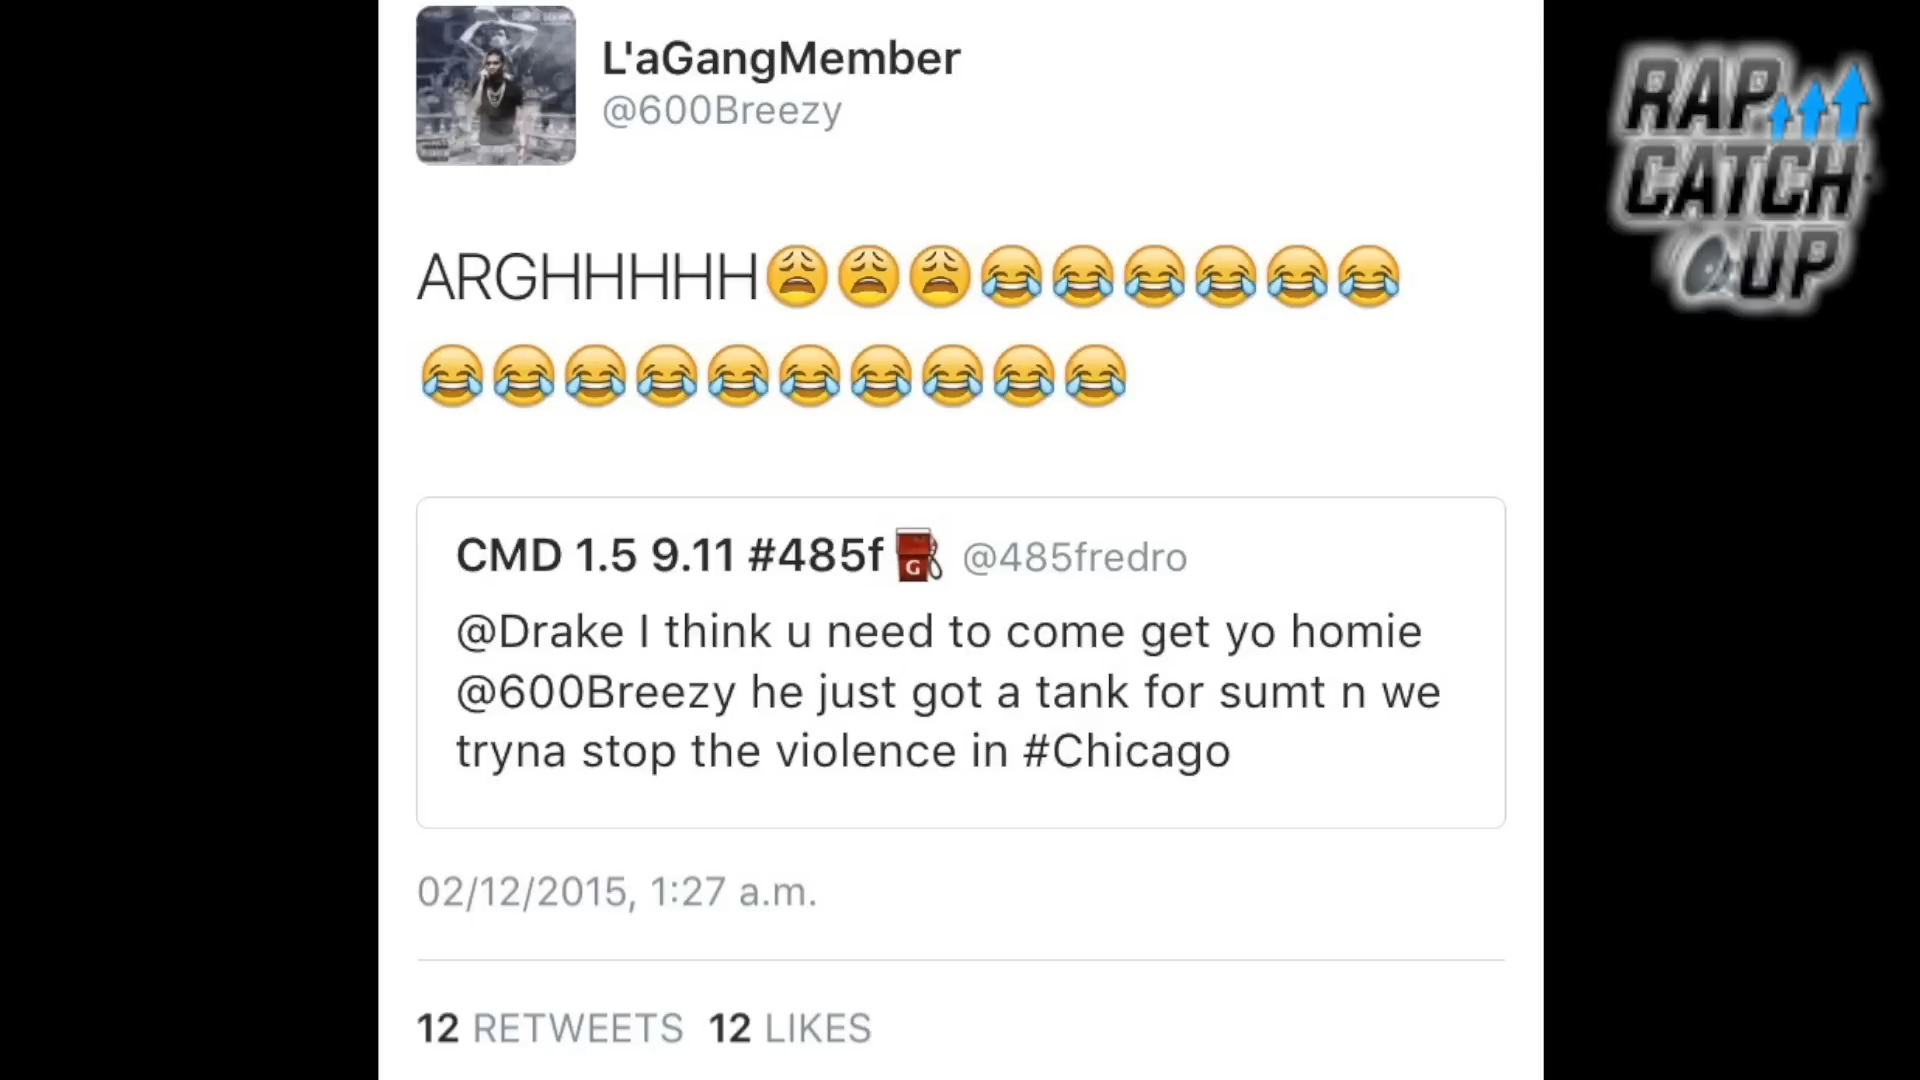 L'aGangMember
@600Breezy
RAP
CATCH
UP
ARGHHHHH😩😩😩😂😂😂😂😂😂
😂😂😂😂😂😂😂😂😂😂
CMD 1.5 9.11 #485f⛽ @485fredro
@Drake I think u need to come get yo homie
@600Breezy he just got a tank for sumt n we
tryna stop the violence in #Chicago
02/12/2015, 1:27 a.m.
12 RETWEETS 12 LIKES